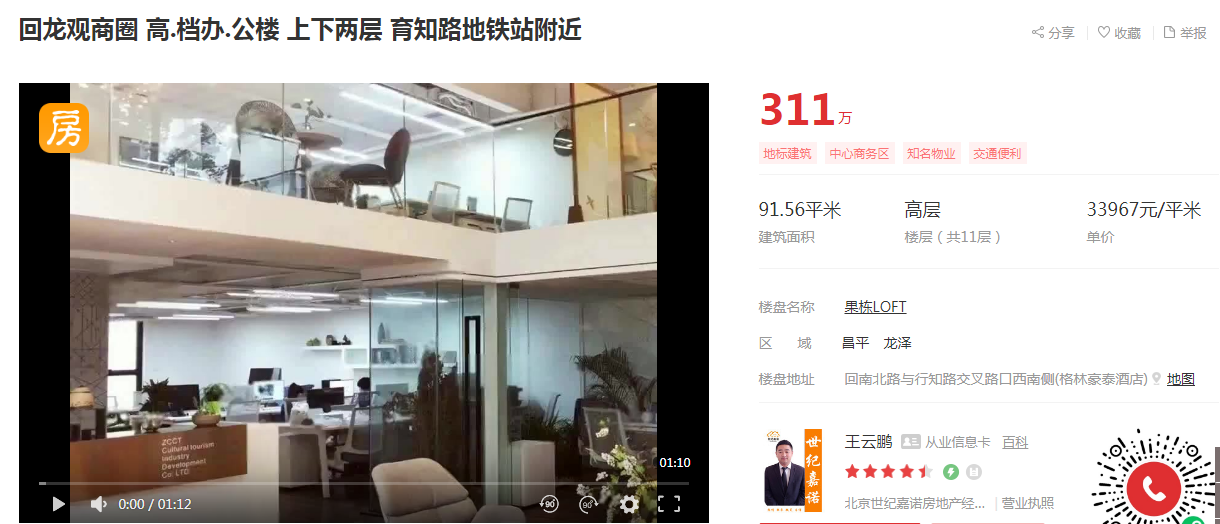 回龙观商圈 高.档办.公楼 上下两层 育知路地铁站附近
分享
收藏
举报
房
ZCCT
Cultural tourism
Industry
Development
Co; LTD
01:10
0:00 / 01:12
90
90
311万
地标建筑
中心商务区
知名物业
交通便利
91.56平米
高层
33967元/平米
建筑面积
楼层 ( 共11层 )
单价
楼盘名称
果栋LOFT
区 域
昌平 龙泽
楼盘地址
回南北路与行知路交叉路口西南侧(格林豪泰酒店)
地图
世纪嘉诺
王云鹏
从业信息卡
百科
北京世纪嘉诺房地产经...
营业执照